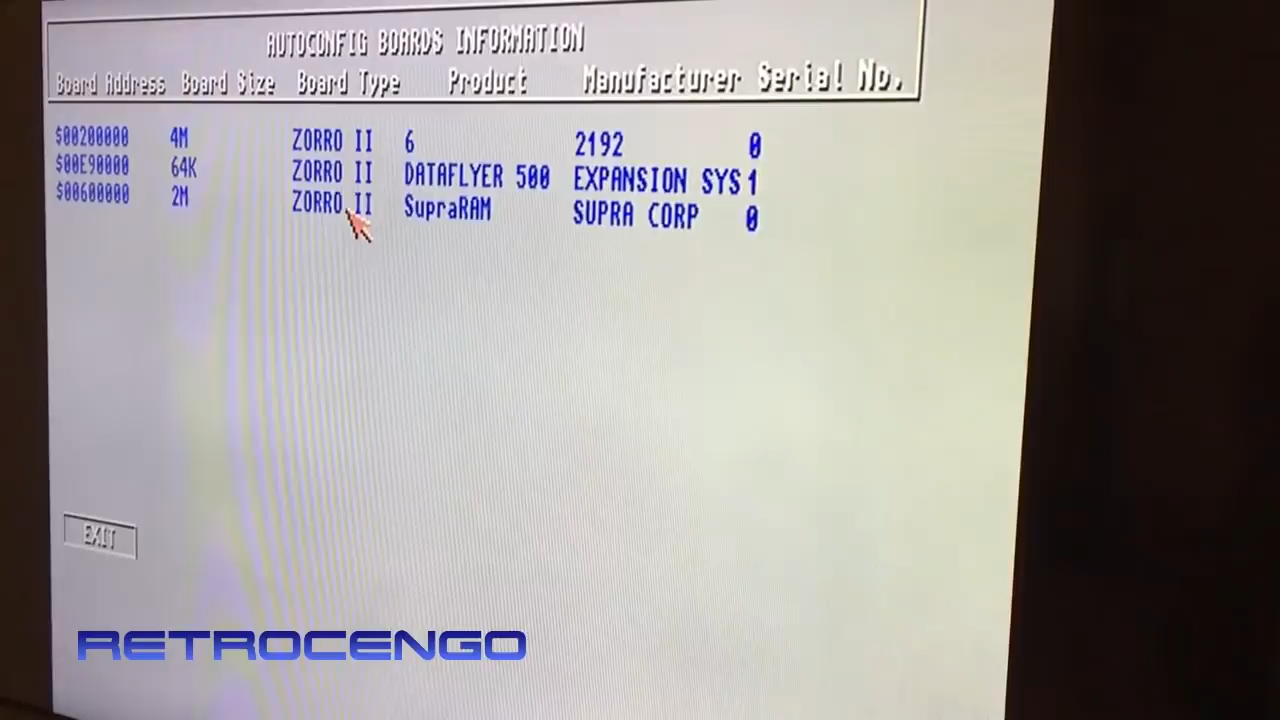 AUTOCONFIG BOARDS INFORMATION
Board Address Board Size Board Type Product Manufacturer Serial No.
$00200000 4M ZORRO II 6 2192 0
$00E90000 64K ZORRO II DATAFLYER 500 EXPANSION SYS 1
$00600000 2M ZORRO II SupraRAM SUPRA CORP 0
EXIT
RETROCENGO